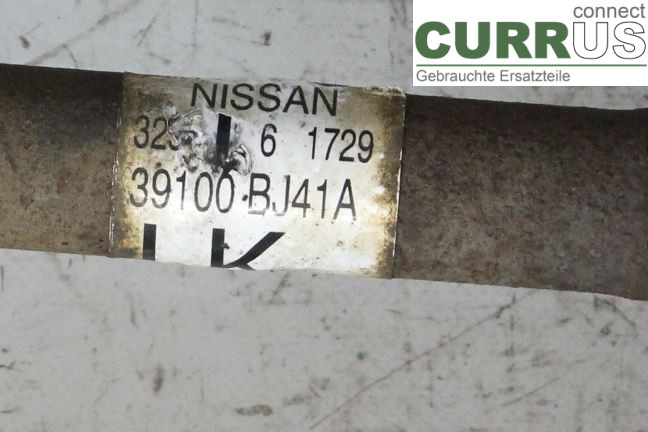 connect
CURRUS
Gebrauchte Ersatzteile
NISSAN
6 1729
39100 BJ41A